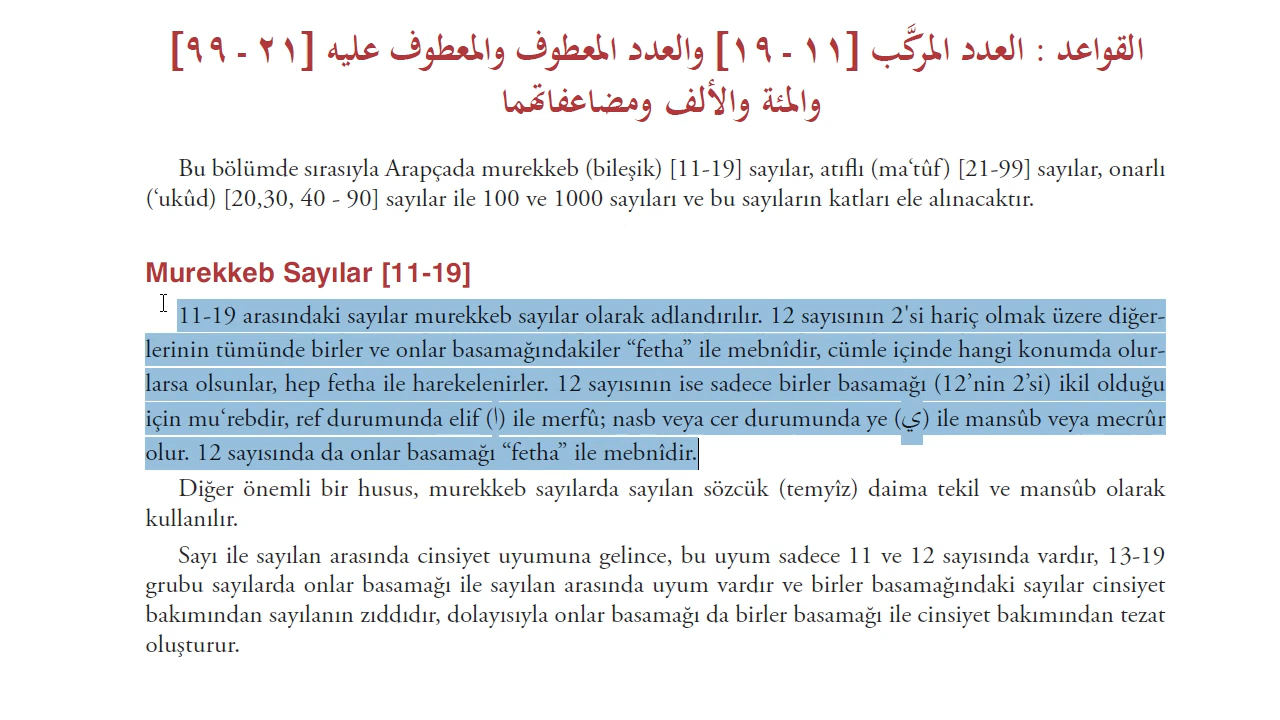 القواعد : العدد المركَّب [١١ - ١٩] والعدد المعطوف والمعطوف عليه [٢١ - ٩٩]
والمئة والألف ومضاعفاتهما
Bu bölümde sırasıyla Arapçada murekkeb (bileşik) [11-19] sayılar, atıflı (ma‘tûf) [21-99] sayılar, onarlı
(‘ukûd) [20,30, 40 - 90] sayılar ile 100 ve 1000 sayıları ve bu sayıların katları ele alınacaktır.
Murekkeb Sayılar [11-19]
11-19 arasındaki sayılar murekkeb sayılar olarak adlandırılır. 12 sayısının 2'si hariç olmak üzere diğer-
lerinin tümünde birler ve onlar basamağındakiler “fetha” ile mebnîdir, cümle içinde hangi konumda olur-
larsa olsunlar, hep fetha ile harekelenirler. 12 sayısının ise sadece birler basamağı (12’nin 2’si) ikil olduğu
için mu‘rebdir, ref durumunda elif (ا) ile merfû; nasb veya cer durumunda ye (ي) ile mansûb veya mecrûr
olur. 12 sayısında da onlar basamağı “fetha” ile mebnîdir.
Diğer önemli bir husus, murekkeb sayılarda sayılan sözcük (temyîz) daima tekil ve mansûb olarak
kullanılır.
Sayı ile sayılan arasında cinsiyet uyumuna gelince, bu uyum sadece 11 ve 12 sayısında vardır, 13-19
grubu sayılarda onlar basamağı ile sayılan arasında uyum vardır ve birler basamağındaki sayılar cinsiyet
bakımından sayılanın zıddıdır, dolayısıyla onlar basamağı da birler basamağı ile cinsiyet bakımından tezat
oluşturur.